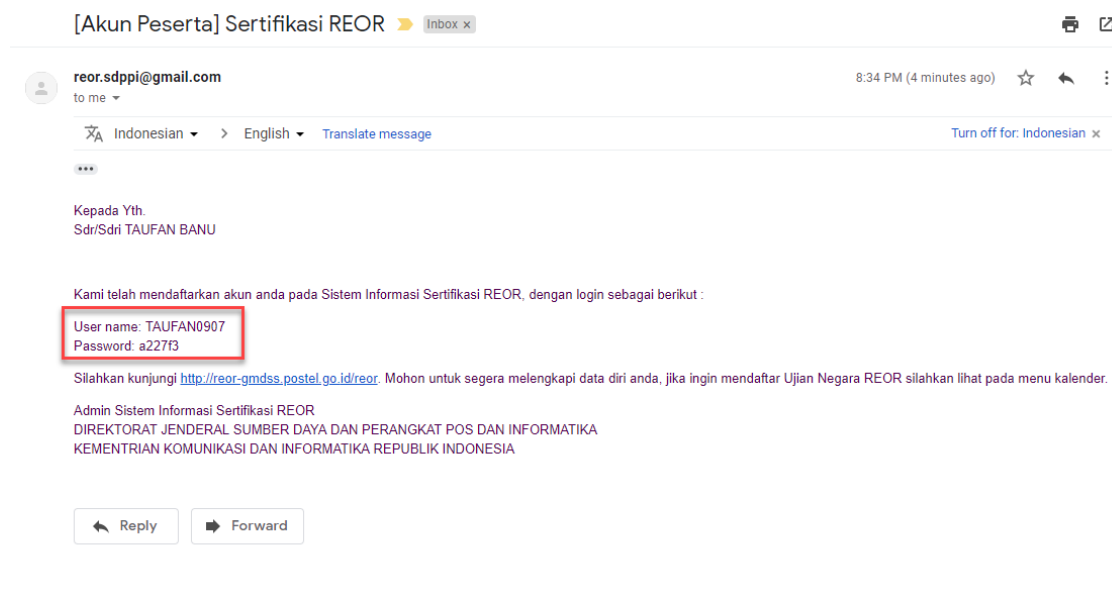 [Akun Peserta] Sertifikasi REOR Inbox x
reor.sdppi@gmail.com 8:34 PM (4 minutes ago)
to me
Indonesian > English Translate message Turn off for: Indonesian x
Kepada Yth.
Sdr/Sdri TAUFAN BANU
Kami telah mendaftarkan akun anda pada Sistem Informasi Sertifikasi REOR, dengan login sebagai berikut :
User name: TAUFAN0907
Password: a227f3
Silahkan kunjungi http://reor-gmdss.postel.go.id/reor. Mohon untuk segera melengkapi data diri anda, jika ingin mendaftar Ujian Negara REOR silahkan lihat pada menu kalender.
Admin Sistem Informasi Sertifikasi REOR
DIREKTORAT JENDERAL SUMBER DAYA DAN PERANGKAT POS DAN INFORMATIKA
KEMENTRIAN KOMUNIKASI DAN INFORMATIKA REPUBLIK INDONESIA
Reply Forward